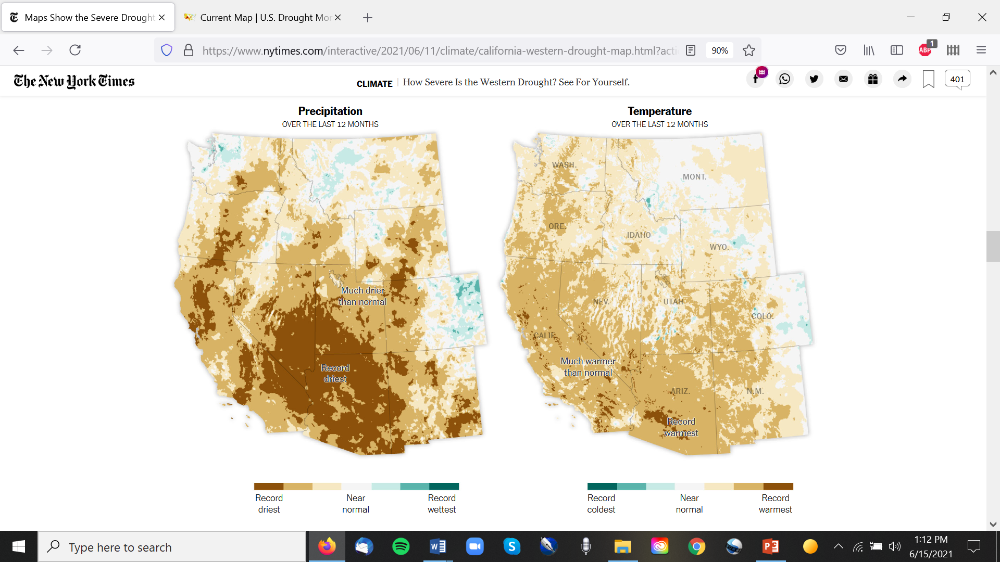 Maps Show the Severe Drought
Current Map | U.S. Drought Mor
https://www.nytimes.com/interactive/2021/06/11/climate/california-western-drought-map.html?acti
90%
ABP
1
The New York Times
CLIMATE
How Severe Is the Western Drought? See For Yourself.
401
Precipitation
OVER THE LAST 12 MONTHS
Much drier
than normal
Record
driest
Record
driest
Near
normal
Record
wettest
Temperature
OVER THE LAST 12 MONTHS
WASH.
MONT.
ORE.
IDAHO
WYO.
NEV.
UTAH
COLO.
CALIF.
Much warmer
than normal
ARIZ.
N.M.
Record
warmest
Record
coldest
Near
normal
Record
warmest
Type here to search
1:12 PM
6/15/2021